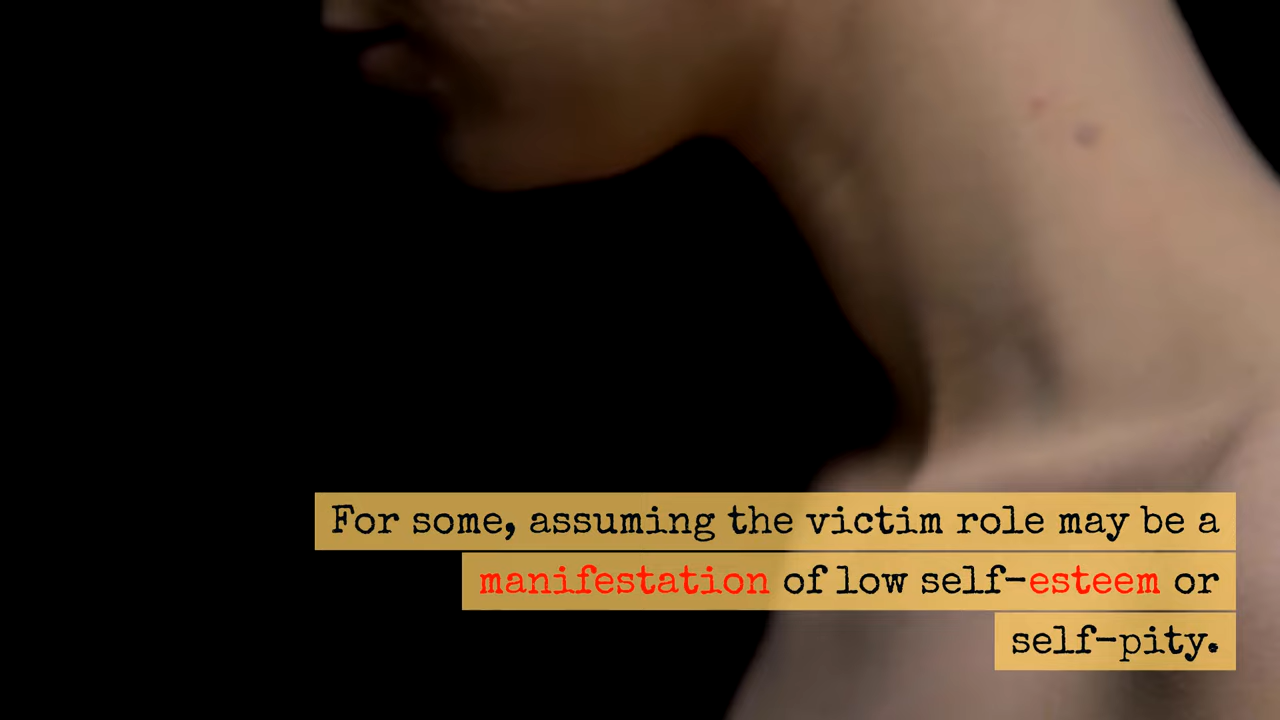 For some, assuming the victim role may be a
manifestation of low self-esteem or
self-pity.